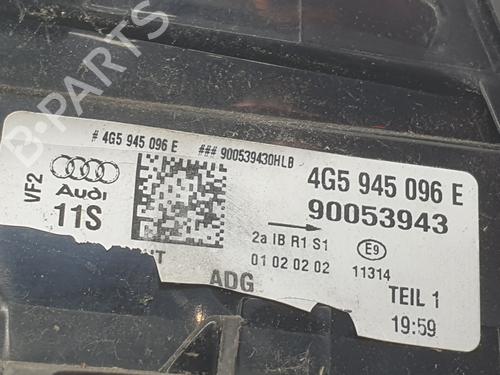 B-PARTS
# 4G5 945 096 E ### 900539430HLB
VF2
Audi
11S
4G5 945 096 E
90053943
2a IB R1 S1
E9
01 02 02 02
11314
ADG
TEIL 1
19:59